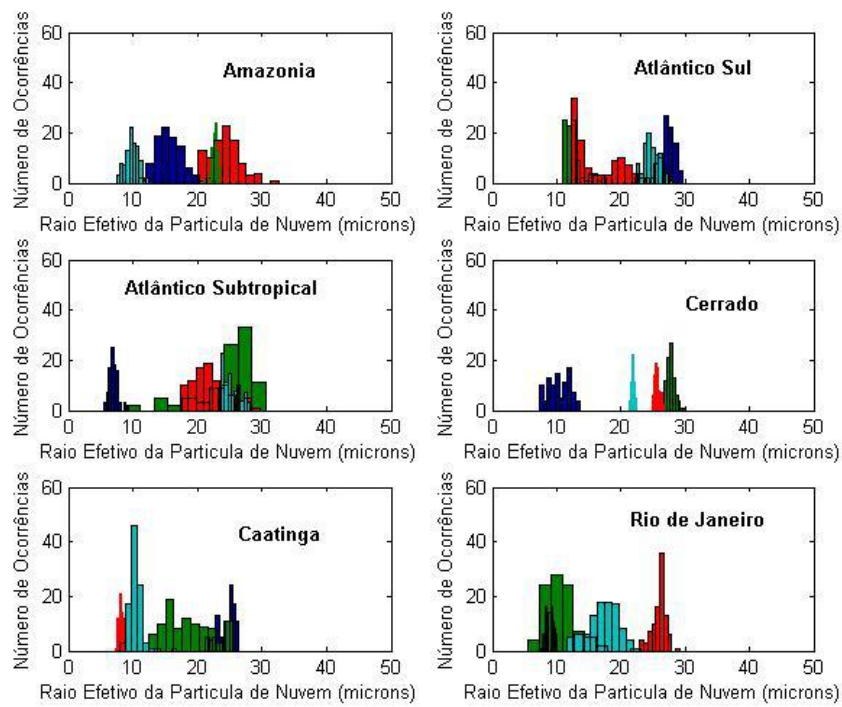 60
40
20
0
Número de Ocorrências
Amazonia
0 10 20 30 40 50
Raio Efetivo da Particula de Nuvem (microns)
60
40
20
0
Número de Ocorrências
Atlântico Sul
0 10 20 30 40 50
Raio Efetivo da Particula de Nuvem (microns)
60
40
20
0
Número de Ocorrências
Atlântico Subtropical
0 10 20 30 40 50
Raio Efetivo da Particula de Nuvem (microns)
60
40
20
0
Número de Ocorrências
Cerrado
0 10 20 30 40 50
Raio Efetivo da Particula de Nuvem (microns)
60
40
20
0
Número de Ocorrências
Caatinga
0 10 20 30 40 50
Raio Efetivo da Particula de Nuvem (microns)
60
40
20
0
Número de Ocorrências
Rio de Janeiro
0 10 20 30 40 50
Raio Efetivo da Particula de Nuvem (microns)